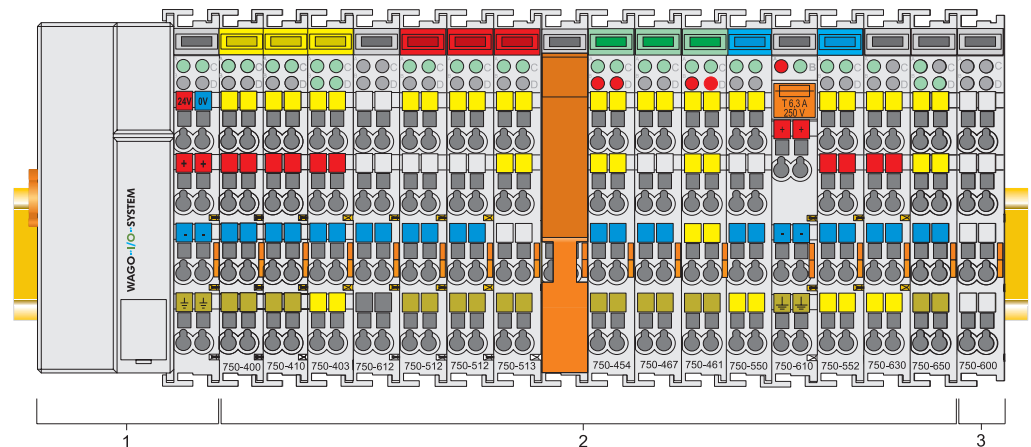 C C C C C C C C C C C B C C C C
D D D D D D D D D D D D D D D
24V 0V
T 6,3 A
250 V
+ +
+ + + + + +
WAGO-I/O-SYSTEM
- - - -
750-400 750-410 750-403 750-612 750-512 750-512 750-513 750-454 750-467 750-461 750-550 750-610 750-552 750-630 750-650 750-600
1 2 3